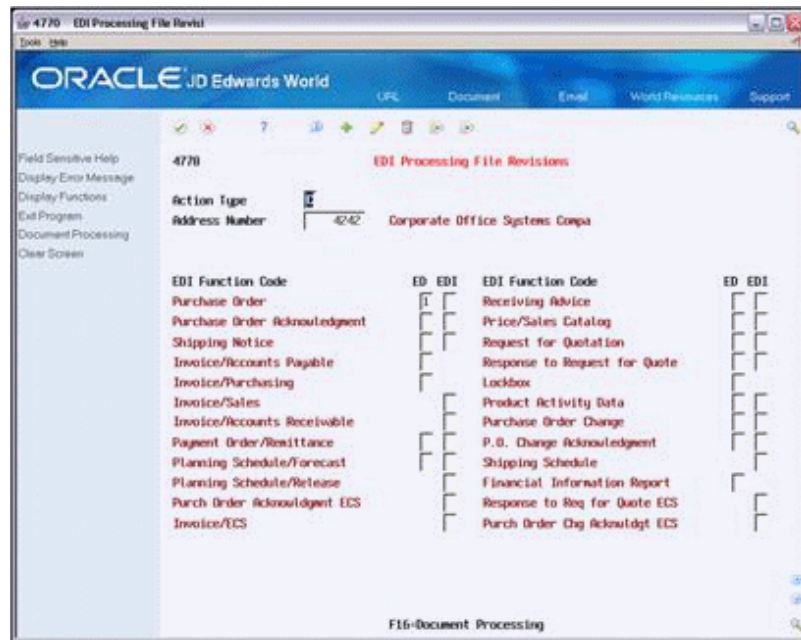 4770 EDI Processing File Revisi
Tools Help
ORACLE JD Edwards World
URL Document Email World Resources Support
Field Sensitive Help
Display Error Message
Display Functions
Exit Program
Document Processing
Clear Screen
4770 EDI Processing File Revisions
Action Type
Address Number 4242 Corporate Office Systems Compa
EDI Function Code ED EDI EDI Function Code ED EDI
Purchase Order 1 Receiving Advice
Purchase Order Acknowledgment Price/Sales Catalog
Shipping Notice Request for Quotation
Invoice/Accounts Payable Response to Request for Quote
Invoice/Purchasing Lockbox
Invoice/Sales Product Activity Data
Invoice/Accounts Receivable Purchase Order Change
Payment Order/Remittance P.O. Change Acknowledgment
Planning Schedule/Forecast Shipping Schedule
Planning Schedule/Release Financial Information Report
Purch Order Acknowldgmnt ECS Response to Req for Quote ECS
Invoice/ECS Purch Order Chg Acknuldgt ECS
F16-Document Processing